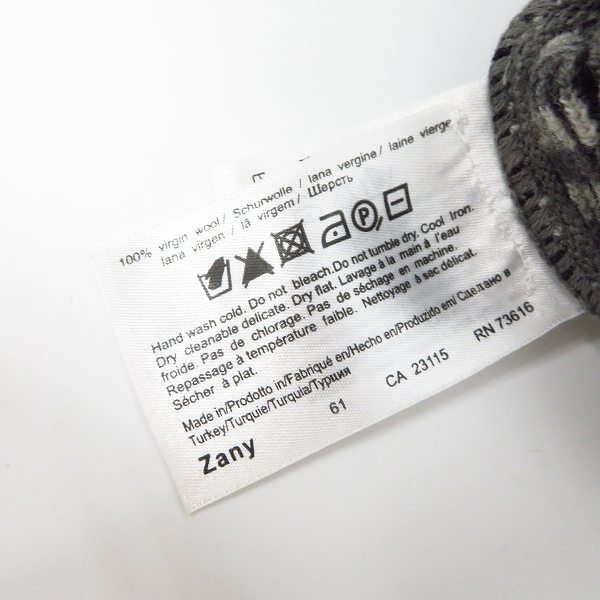 100% virgin wool/ Schurwolle / lana vergine / laine vierge
lana virgen / lã virgem/ Шерсть
P
Hand wash cold. Do not bleach.Do not tumble dry. Cool Iron.
Dry cleanable delicate. Dry flat. Lavage à la main à l'eau
froide. Pas de chlorage. Pas de séchage en machine.
Repassage à température faible. Nettoyage à sec délicat.
Sécher à plat.
Made in/Prodotto in/Fabriqué en/Hecho en/Produzido em/ Сделано в
Turkey/Turquie/Turquia/Турция
61 CA 23115 RN 73616
Zany